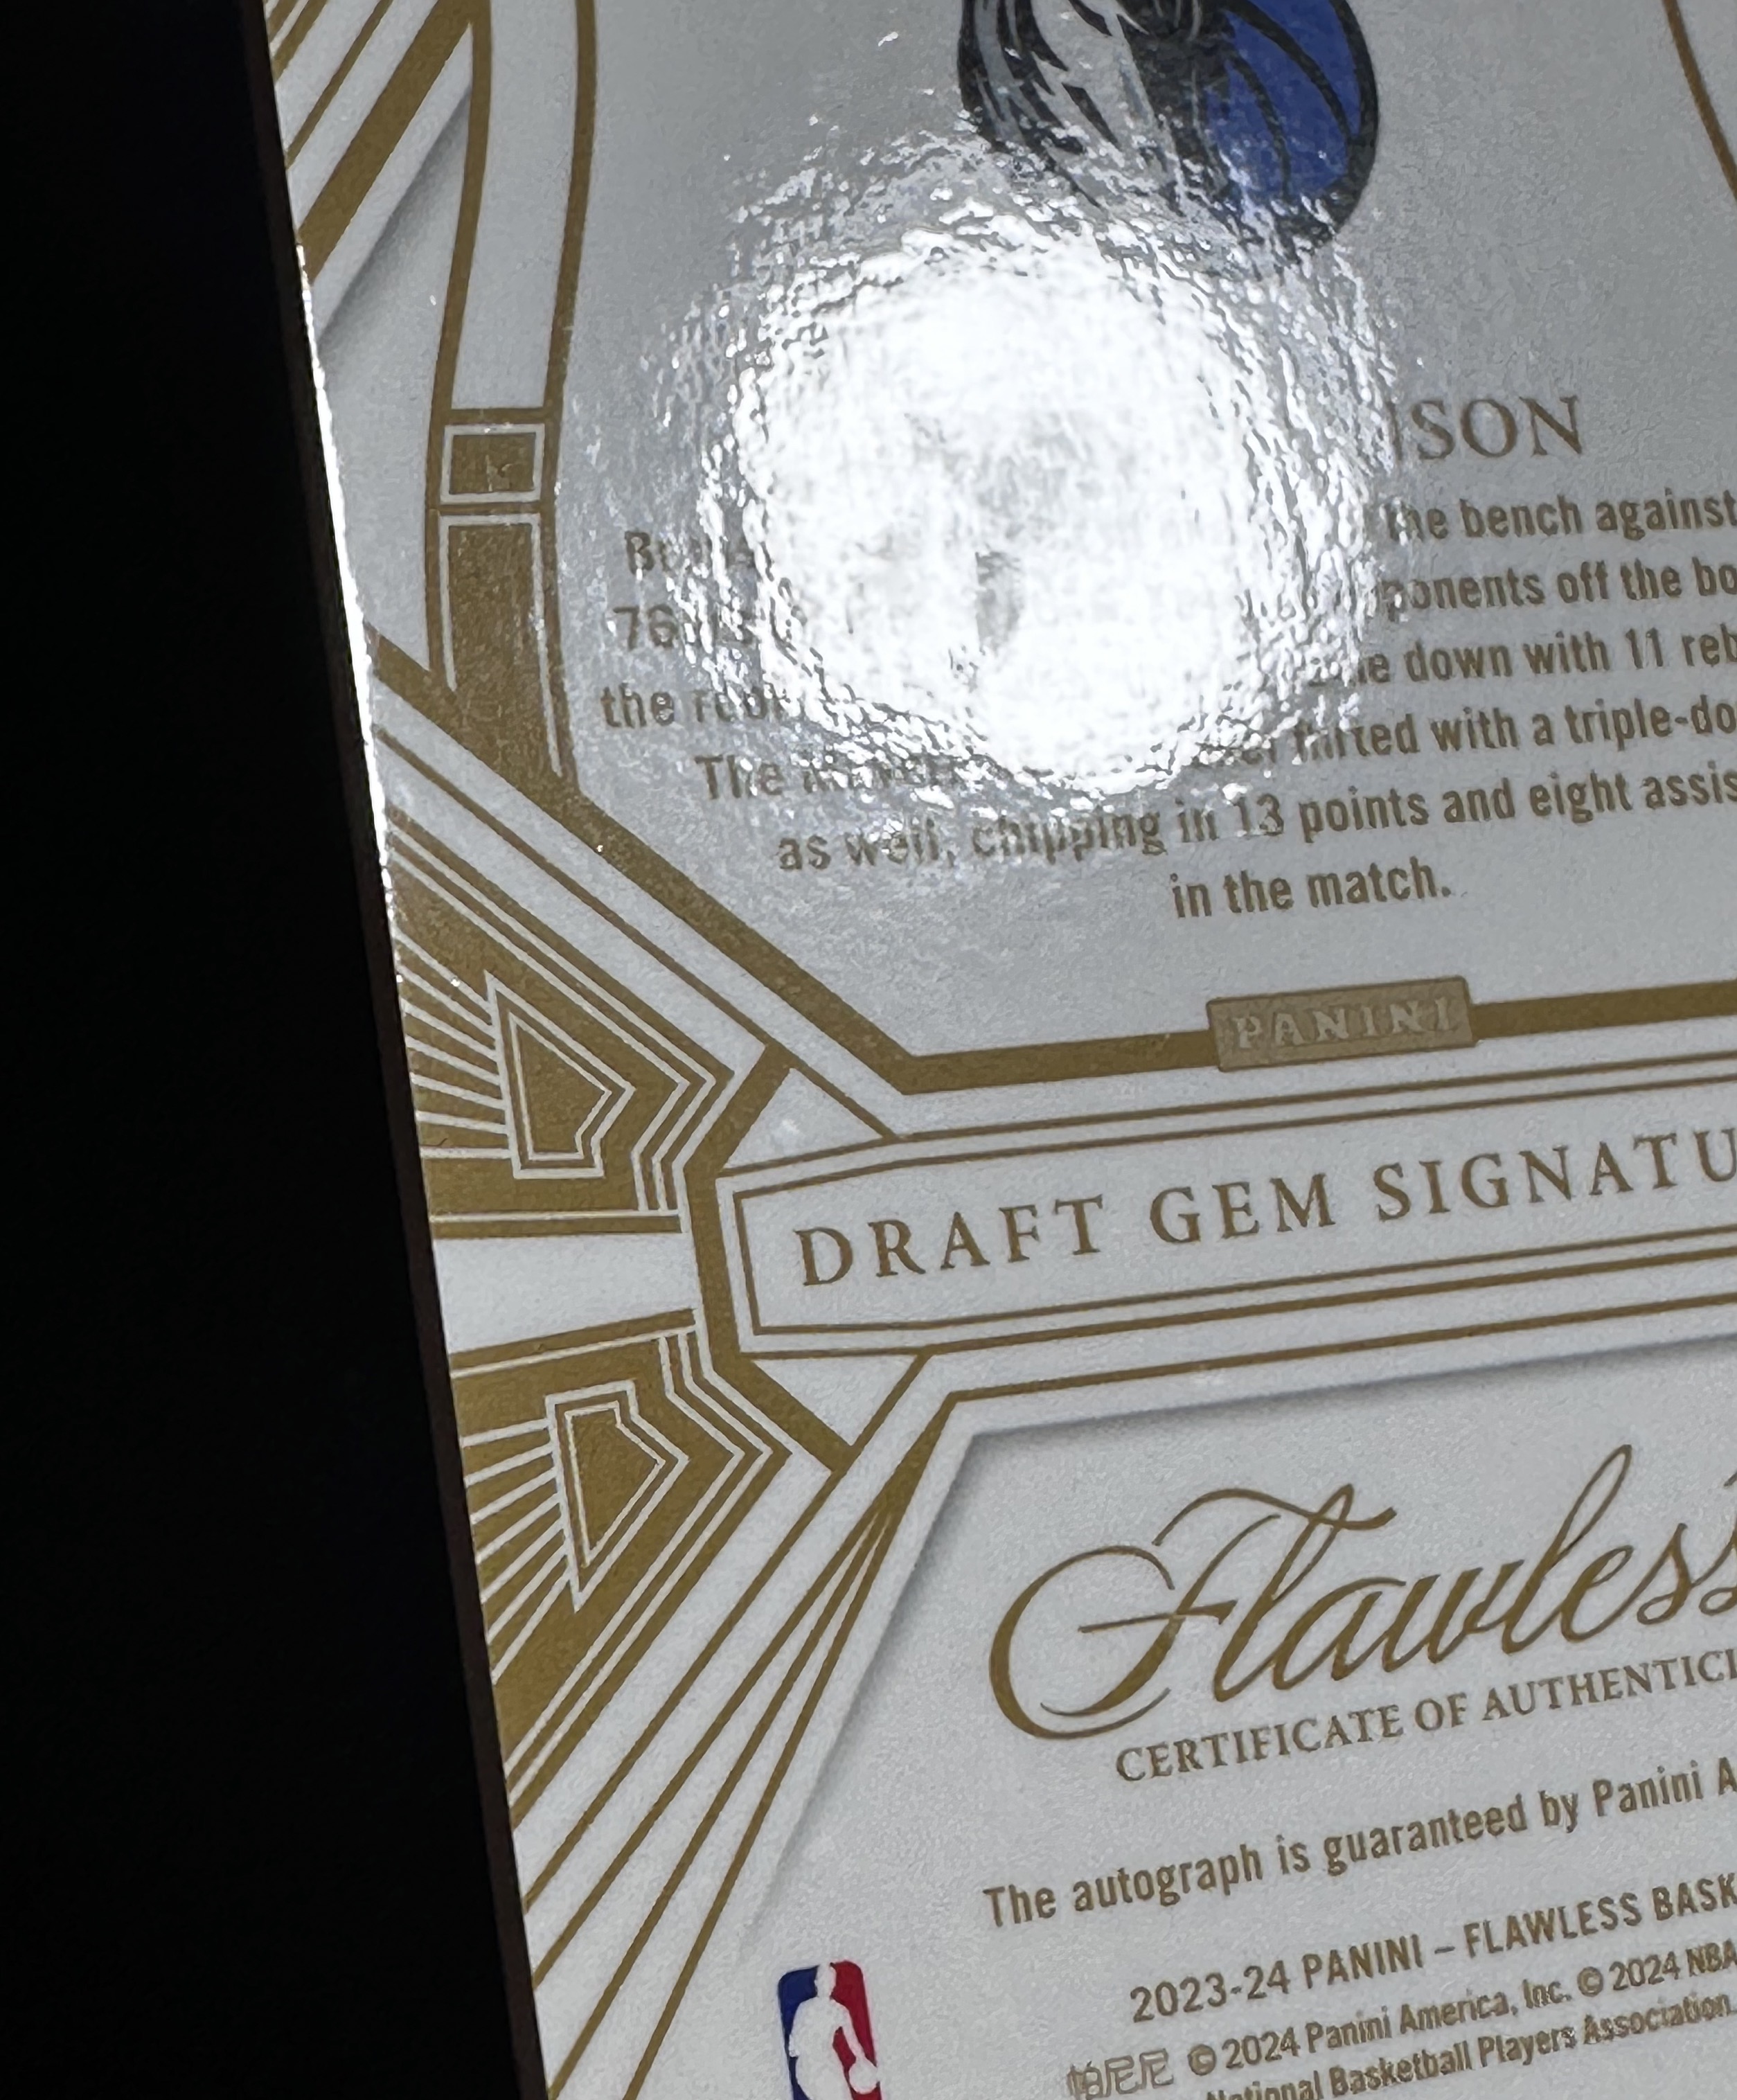 SON
the bench against
ponents off the bo
the down with 11 reb
flirted with a triple-do
as well, chipping in 13 points and eight assis
in the match.
PANINI
DRAFT GEM SIGNATU
Flawless
CERTIFICATE OF AUTHENTICI
The autograph is guaranteed by Panini A
2023-24 PANINI – FLAWLESS BASK
帕尼尼 © 2024 Panini America, Inc. © 2024 NBA
National Basketball Players Association.